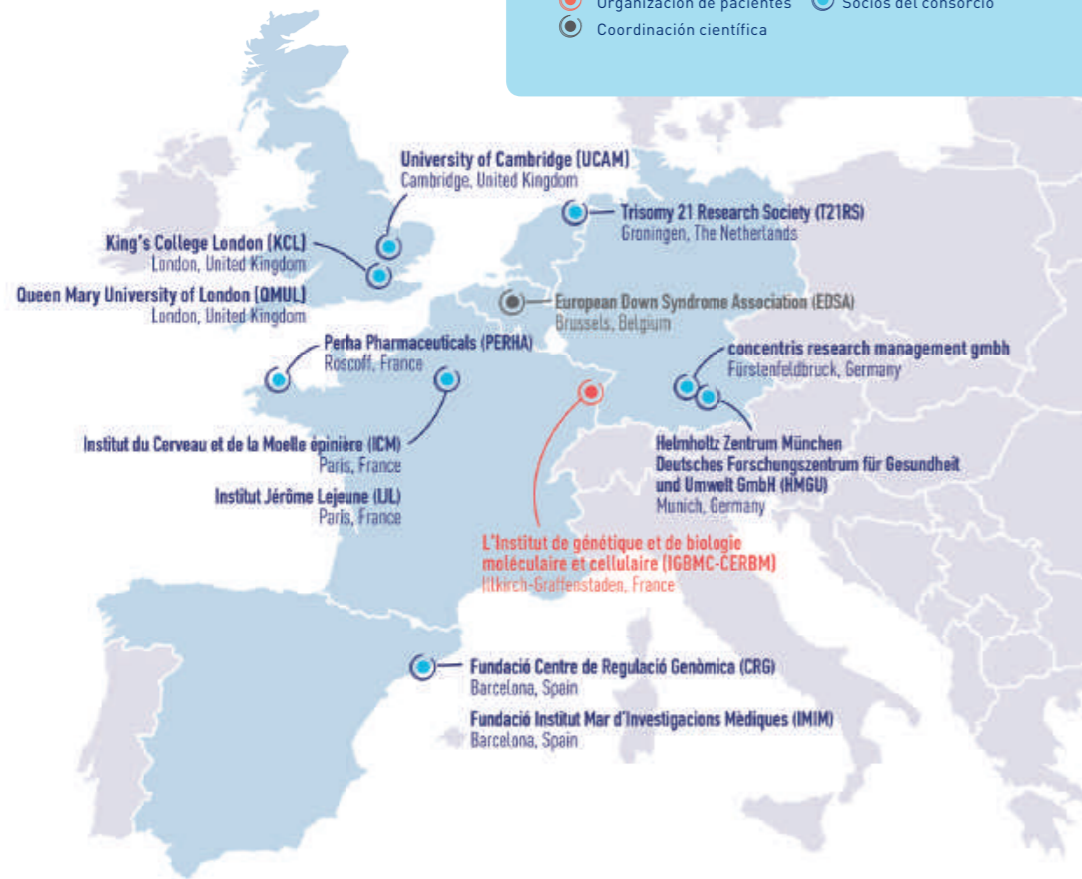 Organización de pacientes
Socios del consorcio
Coordinación científica
University of Cambridge (UCAM)
Cambridge, United Kingdom
Trisomy 21 Research Society (T21RS)
Groningen, The Netherlands
King's College London (KCL)
London, United Kingdom
Queen Mary University of London (QMUL)
London, United Kingdom
European Down Syndrome Association (EDSA)
Brussels, Belgium
Perha Pharmaceuticals (PERHA)
Roscoff, France
concentris research management gmbh
Fürstenfeldbruck, Germany
Institut du Cerveau et de la Moelle épinière (ICM)
Paris, France
Institut Jérôme Lejeune (IJL)
Paris, France
Helmholtz Zentrum München
Deutsches Forschungszentrum für Gesundheit
und Umwelt GmbH (HMGU)
Munich, Germany
L'Institut de génétique et de biologie
moléculaire et cellulaire (IGBMC-CERBM)
Illkirch-Graffenstaden, France
Fundació Centre de Regulació Genòmica (CRG)
Barcelona, Spain
Fundació Institut Mar d'Investigacions Mèdiques (IMIM)
Barcelona, Spain